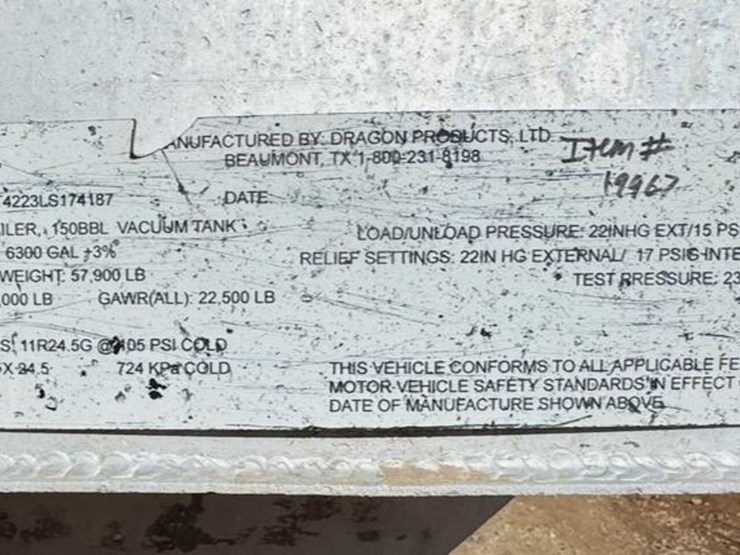 ANUFACTURED BY: DRAGON PRODUCTS, LTD
BEAUMONT, TX 1-800-231-8198
Item #
19967
4223LS174187
DATE
ILER, 150BBL VACUUM TANK
6300 GAL +3%
WEIGHT: 57,900 LB
,000 LB GAWR(ALL): 22,500 LB
LOAD/UNLOAD PRESSURE: 22INHG EXT/15 PS
RELIEF SETTINGS: 22IN HG EXTERNAL/ 17 PSIG INTE
TEST PRESSURE: 23
S, 11R24.5G @ 105 PSI COLD
X 24.5 724 KPa COLD
THIS VEHICLE CONFORMS TO ALL APPLICABLE FE
MOTOR VEHICLE SAFETY STANDARDS IN EFFECT
DATE OF MANUFACTURE SHOWN ABOVE